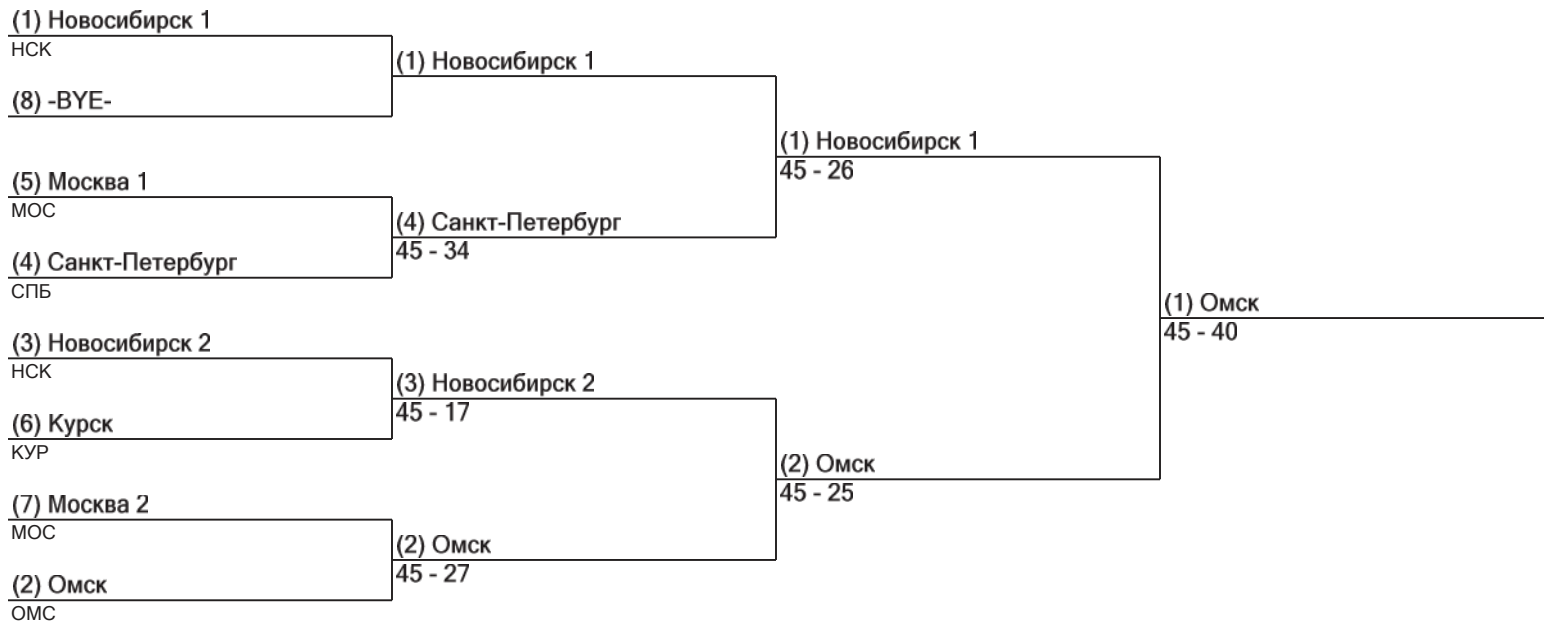 (1) Новосибирск 1
НСК
(8) -BYE-
(5) Москва 1
МОС
(4) Санкт-Петербург
СПБ
(3) Новосибирск 2
НСК
(6) Курск
КУР
(7) Москва 2
МОС
(2) Омск
ОМС
(1) Новосибирск 1
(4) Санкт-Петербург
45 - 34
(3) Новосибирск 2
45 - 17
(2) Омск
45 - 27
(1) Новосибирск 1
45 - 26
(2) Омск
45 - 25
(1) Омск
45 - 40